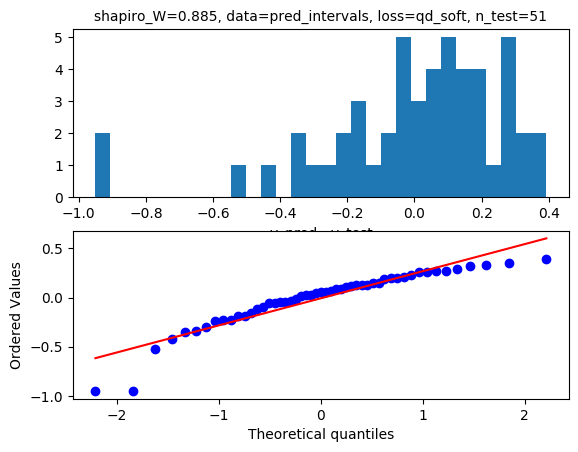 shapiro_W=0.885, data=pred_intervals, loss=qd_soft, n_test=51
5
4
3
2
1
0
−1.0 −0.8 −0.6 −0.4 −0.2 0.0 0.2 0.4
0.5
0.0
−0.5
−1.0
Ordered Values
−2 −1 0 1 2
Theoretical quantiles